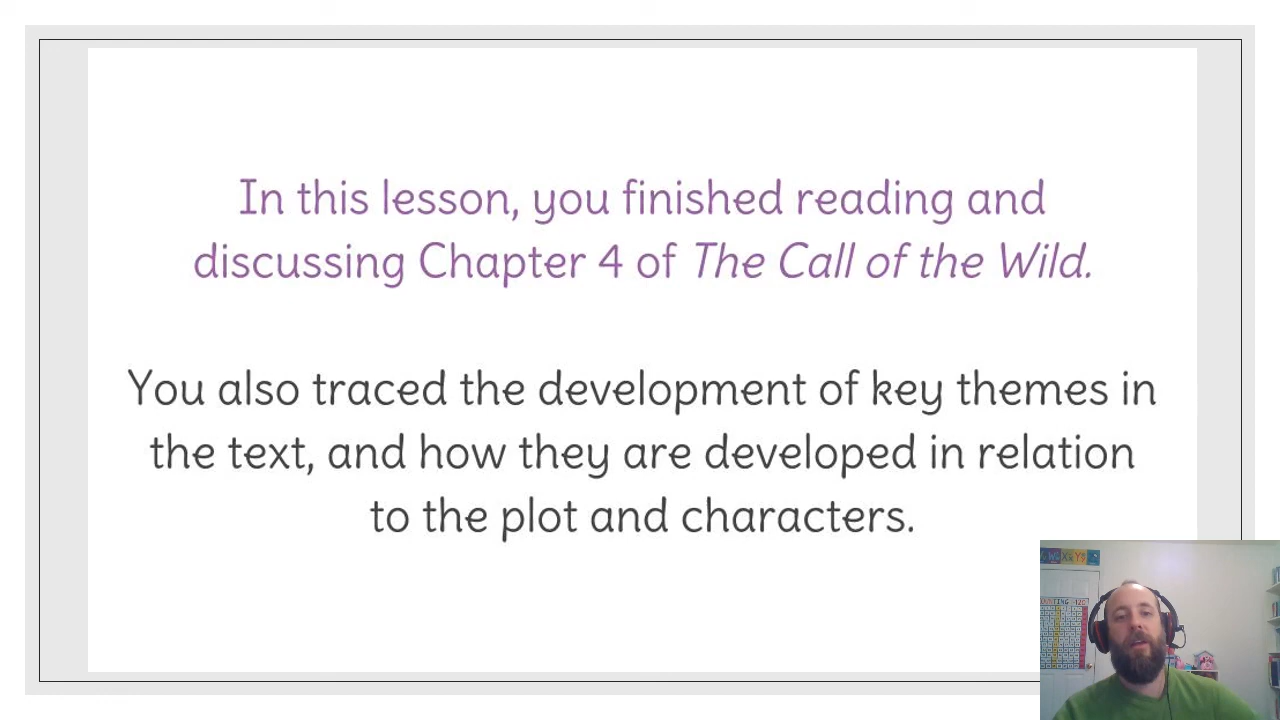 In this lesson, you finished reading and
discussing Chapter 4 of The Call of the Wild.
You also traced the development of key themes in
the text, and how they are developed in relation
to the plot and characters.